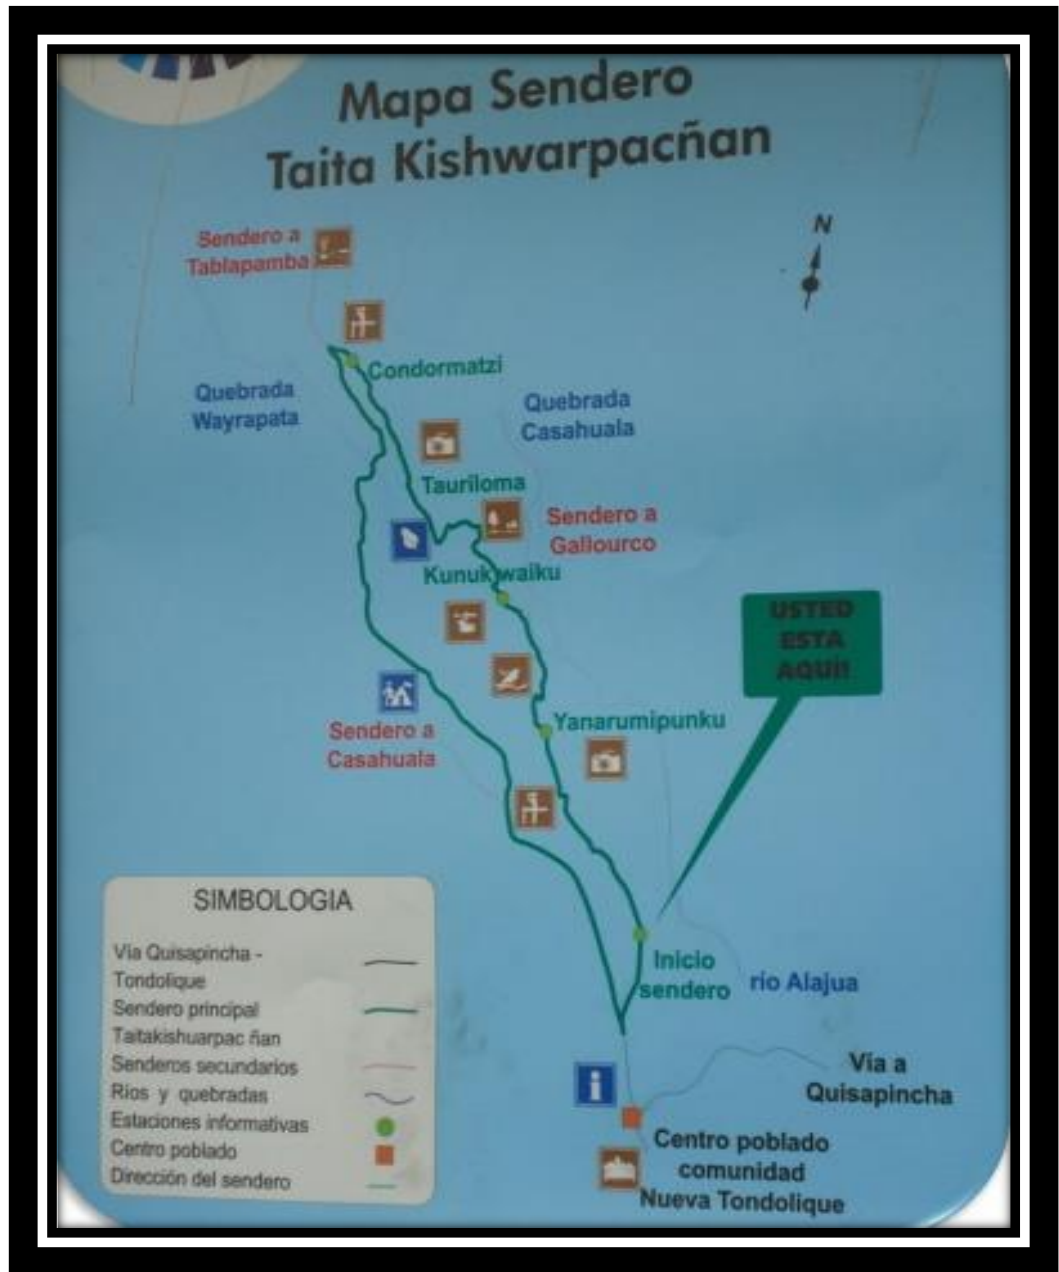 Mapa Sendero
Taita Kishwarpacñan
N
Sendero a
Tablapamba
Condormatzi
Quebrada
Wayrapata
Quebrada
Casahuala
Tauriloma
Sendero a
Gallourco
Kunukwaiku
USTED
ESTA
AQUI!
Yanarumipunku
Sendero a
Casahuala
Inicio
sendero
río Alajua
Via a
Quisapincha
i
Centro poblado
comunidad
Nueva Tondolique
SIMBOLOGIA
Via Quisapincha -
Tondolique
Sendero principal
Taitakishuarpac ñan
Senderos secundarios
Ríos y quebradas
Estaciones informativas
Centro poblado
Dirección del sendero